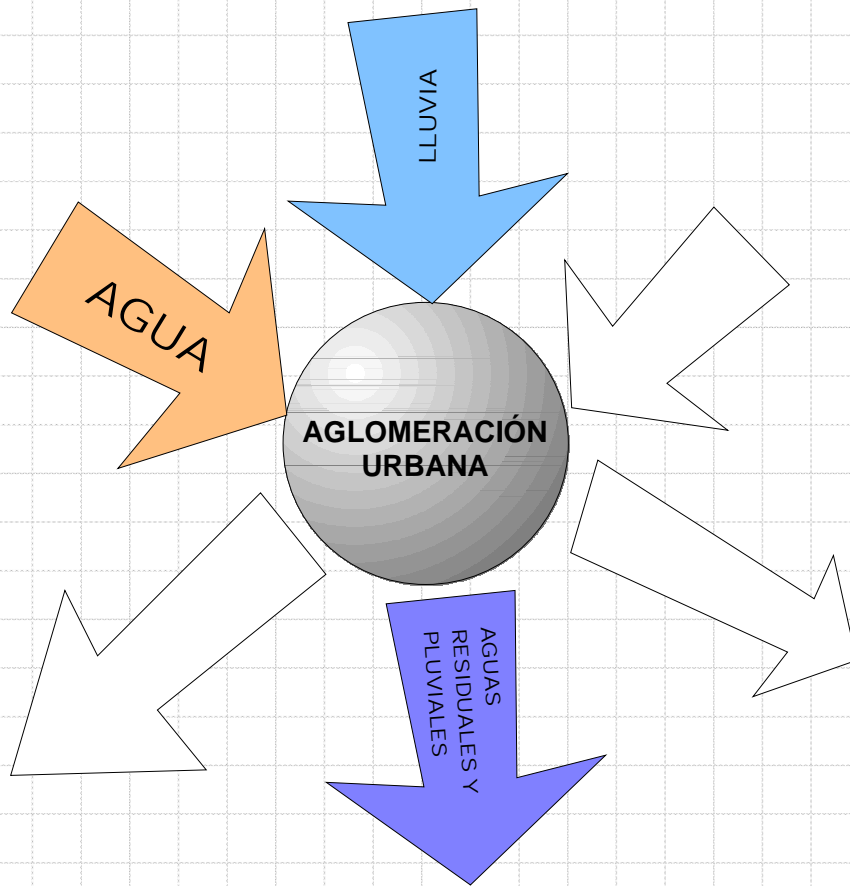 LLUVIA
AGUA
AGLOMERACIÓN
URBANA
AGUAS
RESIDUALES Y
PLUVIALES